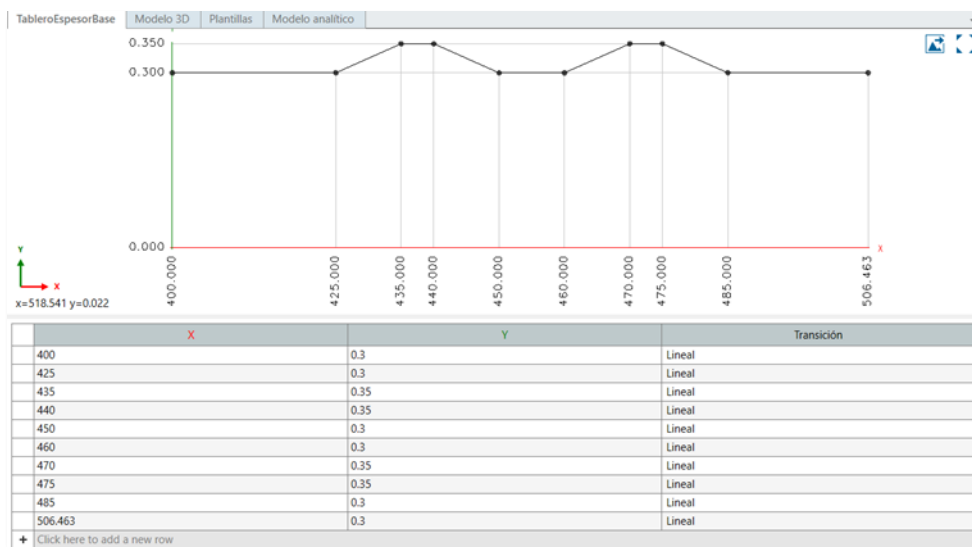 TableroEspesorBase Modelo 3D Plantillas Modelo analítico
0.350
0.300
0.000
X
Y
X
x=518.541 y=0.022
400.000 425.000 435.000 440.000 450.000 460.000 470.000 475.000 485.000 506.463
X Y Transición
400 0.3 Lineal
425 0.3 Lineal
435 0.35 Lineal
440 0.35 Lineal
450 0.3 Lineal
460 0.3 Lineal
470 0.35 Lineal
475 0.35 Lineal
485 0.3 Lineal
506.463 0.3 Lineal
+ Click here to add a new row